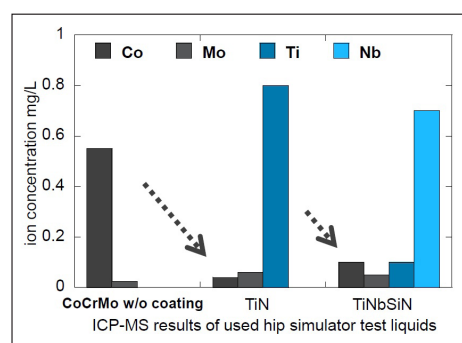 1
Co Mo Ti Nb
0.8
0.6
0.4
0.2
0
ion concentration mg/L
CoCrMo w/o coating TiN TiNbSiN
ICP-MS results of used hip simulator test liquids